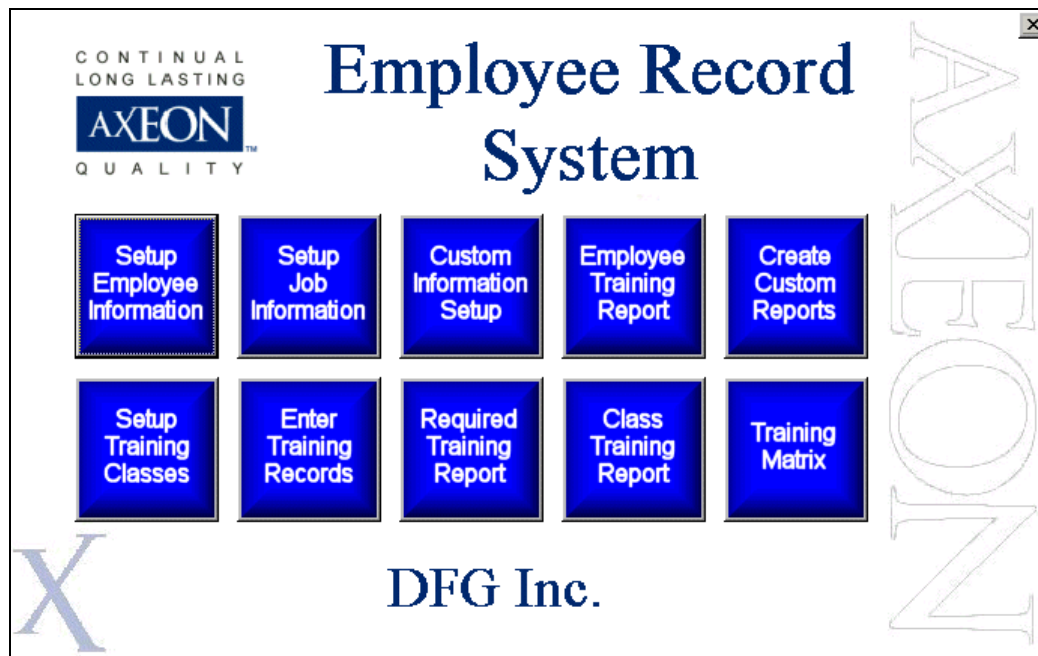 CONTINUAL
LONG LASTING
AXEON
TM
QUALITY
Employee Record
System
Setup
Employee
Information
Setup
Job
Information
Custom
Information
Setup
Employee
Training
Report
Create
Custom
Reports
Setup
Training
Classes
Enter
Training
Records
Required
Training
Report
Class
Training
Report
Training
Matrix
X
DFG Inc.
AXEON